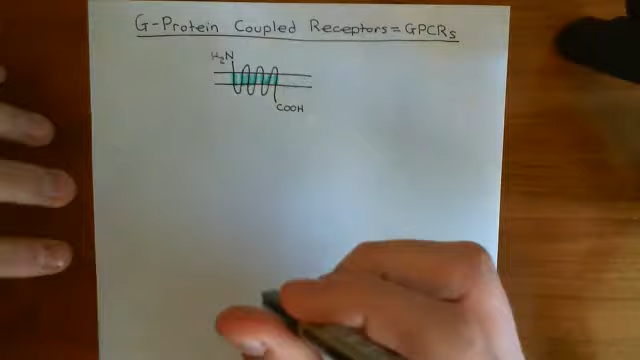 G-Protein Coupled Receptors = GPCRs
H₂N
COOH